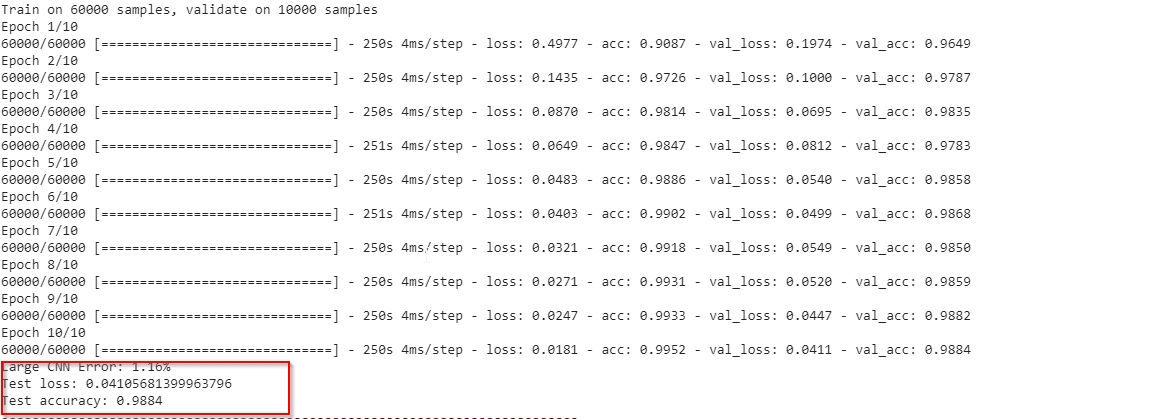 Train on 60000 samples, validate on 10000 samples
Epoch 1/10
60000/60000 [==============================] - 250s 4ms/step - loss: 0.4977 - acc: 0.9087 - val_loss: 0.1974 - val_acc: 0.9649
Epoch 2/10
60000/60000 [==============================] - 250s 4ms/step - loss: 0.1435 - acc: 0.9726 - val_loss: 0.1000 - val_acc: 0.9787
Epoch 3/10
60000/60000 [==============================] - 250s 4ms/step - loss: 0.0870 - acc: 0.9814 - val_loss: 0.0695 - val_acc: 0.9835
Epoch 4/10
60000/60000 [==============================] - 251s 4ms/step - loss: 0.0649 - acc: 0.9847 - val_loss: 0.0812 - val_acc: 0.9783
Epoch 5/10
60000/60000 [==============================] - 250s 4ms/step - loss: 0.0483 - acc: 0.9886 - val_loss: 0.0540 - val_acc: 0.9858
Epoch 6/10
60000/60000 [==============================] - 251s 4ms/step - loss: 0.0403 - acc: 0.9902 - val_loss: 0.0499 - val_acc: 0.9868
Epoch 7/10
60000/60000 [==============================] - 250s 4ms/step - loss: 0.0321 - acc: 0.9918 - val_loss: 0.0549 - val_acc: 0.9850
Epoch 8/10
60000/60000 [==============================] - 250s 4ms/step - loss: 0.0271 - acc: 0.9931 - val_loss: 0.0520 - val_acc: 0.9859
Epoch 9/10
60000/60000 [==============================] - 250s 4ms/step - loss: 0.0247 - acc: 0.9933 - val_loss: 0.0447 - val_acc: 0.9882
Epoch 10/10
60000/60000 [==============================] - 250s 4ms/step - loss: 0.0181 - acc: 0.9952 - val_loss: 0.0411 - val_acc: 0.9884
Large CNN Error: 1.16%
Test loss: 0.04105681399963796
Test accuracy: 0.9884